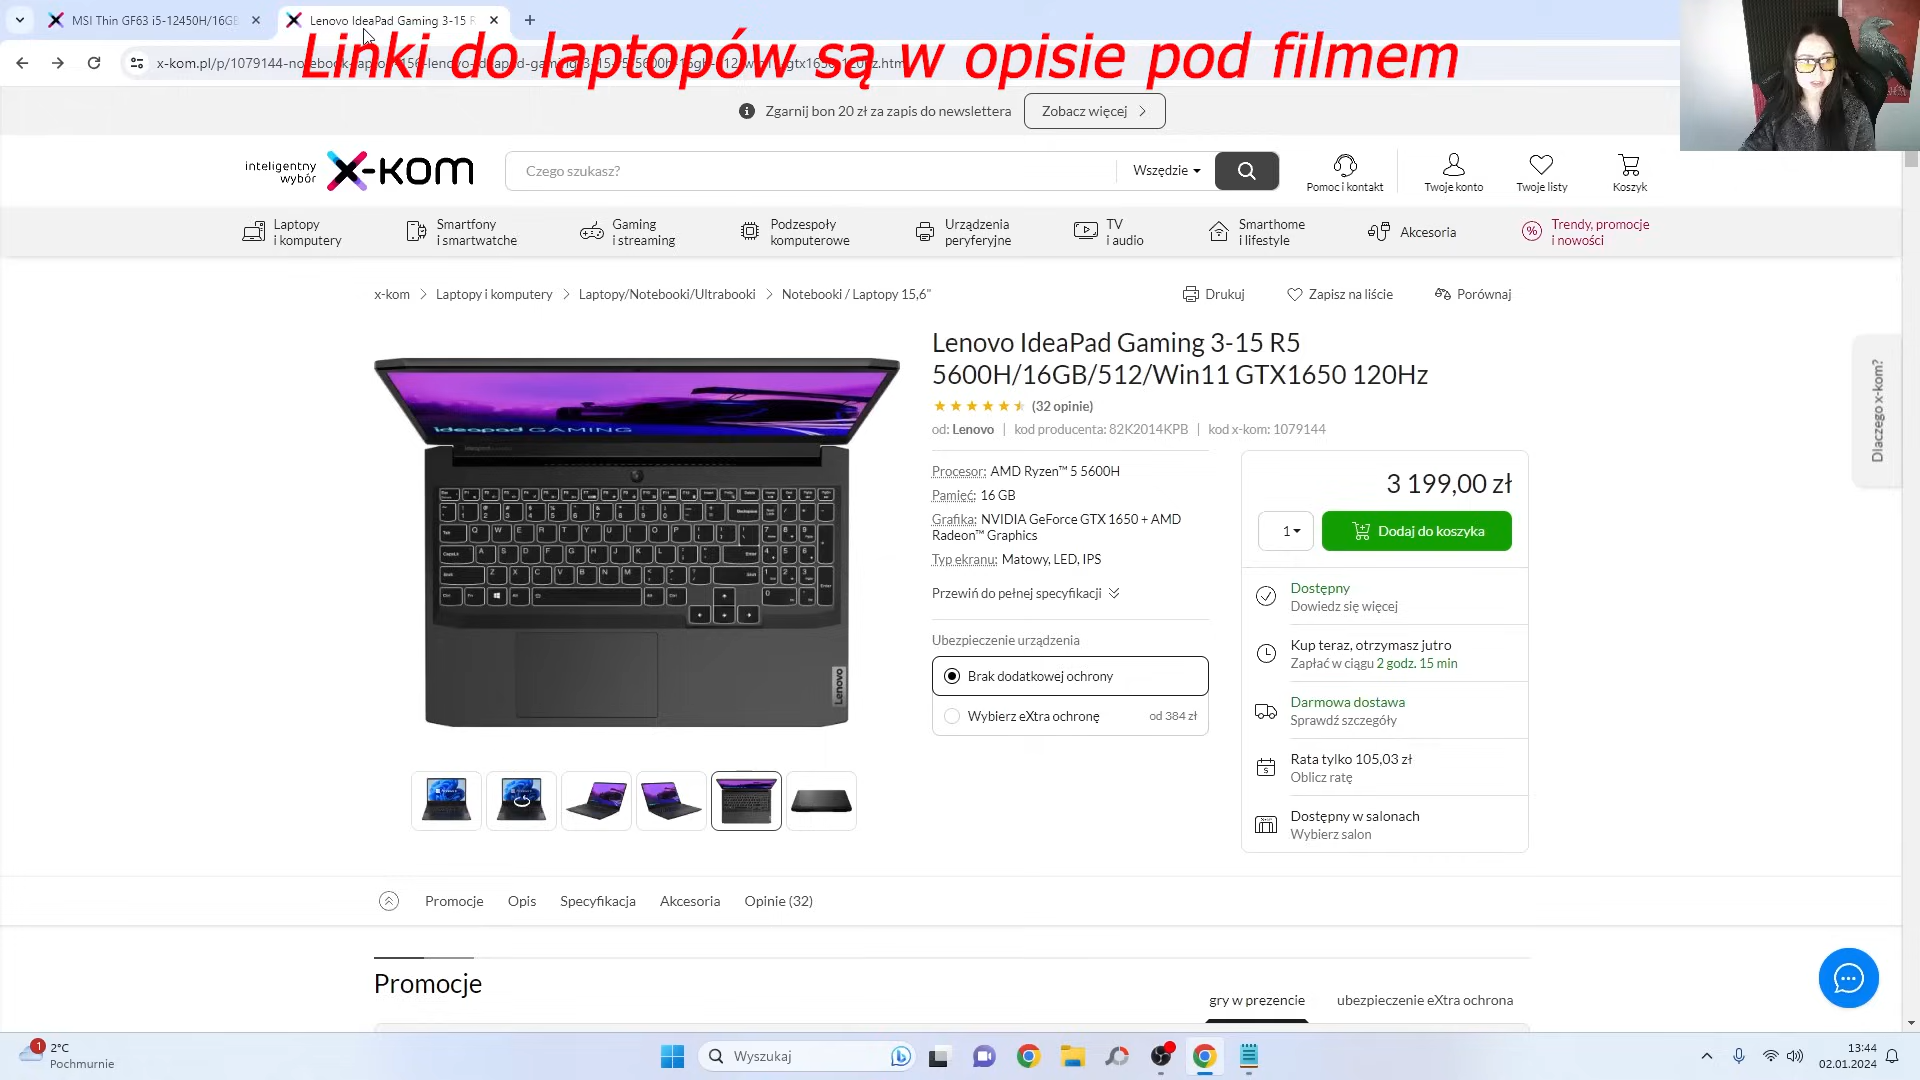 MSI Thin GF63 i5-12450H/16GB
Lenovo IdeaPad Gaming 3-15 R
Linki do laptopów są w opisie pod filmem
Zgarnij bon 20 zł za zapis do newslettera
Zobacz więcej
inteligentny
wybór
x-kom
Czego szukasz?
Wszędzie
Pomoc i kontakt
Twoje konto
Twoje listy
Koszyk
Laptopy
i komputery
Smartfony
i smartwatche
Gaming
i streaming
Podzespoły
komputerowe
Urządzenia
peryferyjne
TV
i audio
Smarthome
i lifestyle
Akcesoria
Trendy, promocje
i nowości
x-kom
Laptopy i komputery
Laptopy/Notebooki/Ultrabooki
Notebooki / Laptopy 15,6"
Drukuj
Zapisz na liście
Porównaj
Dlaczego x-kom?
ideapad GAMING
Lenovo
Lenovo IdeaPad Gaming 3-15 R5
5600H/16GB/512/Win11 GTX1650 120Hz
(32 opinie)
od: Lenovo | kod producenta: 82K2014KPB | kod x-kom: 1079144
Procesor: AMD Ryzen™ 5 5600H
Pamięć: 16 GB
Grafika: NVIDIA GeForce GTX 1650 + AMD
Radeon™ Graphics
Typ ekranu: Matowy, LED, IPS
Przewiń do pełnej specyfikacji
Ubezpieczenie urządzenia
Brak dodatkowej ochrony
Wybierz eXtra ochronę od 384 zł
3 199,00 zł
1
Dodaj do koszyka
Dostępny
Dowiedz się więcej
Kup teraz, otrzymasz jutro
Zapłać w ciągu 2 godz. 15 min
Darmowa dostawa
Sprawdź szczegóły
Rata tylko 105,03 zł
Oblicz ratę
Dostępny w salonach
Wybierz salon
Promocje
Opis
Specyfikacja
Akcesoria
Opinie (32)
Promocje
gry w prezencie
ubezpieczenie eXtra ochrona
1
2°C
Pochmurnie
Wyszukaj
13:44
02.01.2024